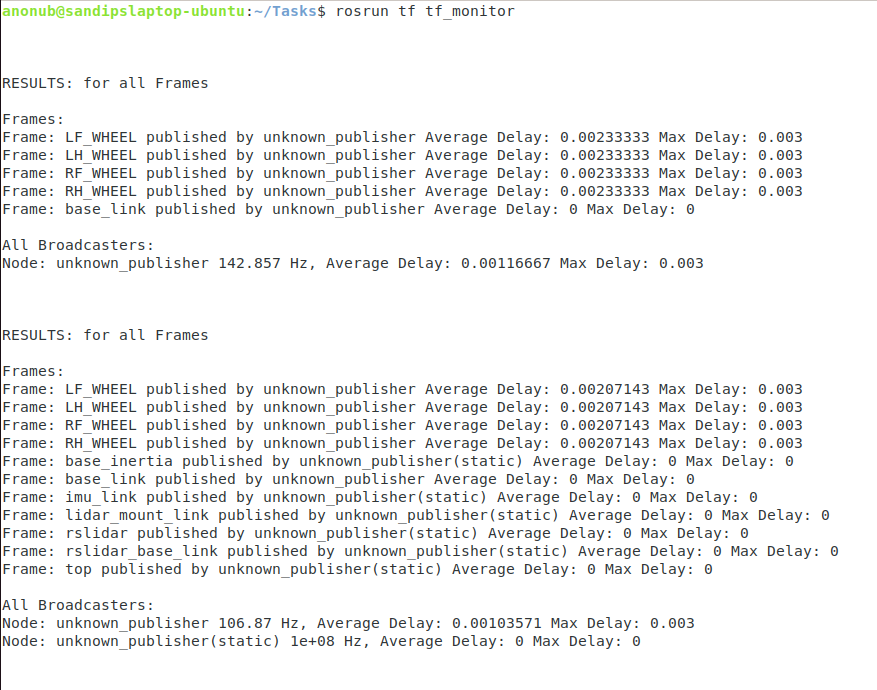 anonub@sandipslaptop-ubuntu:~/Tasks$ rosrun tf tf_monitor
RESULTS: for all Frames
Frames:
Frame: LF_WHEEL published by unknown_publisher Average Delay: 0.00233333 Max Delay: 0.003
Frame: LH_WHEEL published by unknown_publisher Average Delay: 0.00233333 Max Delay: 0.003
Frame: RF_WHEEL published by unknown_publisher Average Delay: 0.00233333 Max Delay: 0.003
Frame: RH_WHEEL published by unknown_publisher Average Delay: 0.00233333 Max Delay: 0.003
Frame: base_link published by unknown_publisher Average Delay: 0 Max Delay: 0
All Broadcasters:
Node: unknown_publisher 142.857 Hz, Average Delay: 0.00116667 Max Delay: 0.003
RESULTS: for all Frames
Frames:
Frame: LF_WHEEL published by unknown_publisher Average Delay: 0.00207143 Max Delay: 0.003
Frame: LH_WHEEL published by unknown_publisher Average Delay: 0.00207143 Max Delay: 0.003
Frame: RF_WHEEL published by unknown_publisher Average Delay: 0.00207143 Max Delay: 0.003
Frame: RH_WHEEL published by unknown_publisher Average Delay: 0.00207143 Max Delay: 0.003
Frame: base_inertia published by unknown_publisher(static) Average Delay: 0 Max Delay: 0
Frame: base_link published by unknown_publisher Average Delay: 0 Max Delay: 0
Frame: imu_link published by unknown_publisher(static) Average Delay: 0 Max Delay: 0
Frame: lidar_mount_link published by unknown_publisher(static) Average Delay: 0 Max Delay: 0
Frame: rslidar published by unknown_publisher(static) Average Delay: 0 Max Delay: 0
Frame: rslidar_base_link published by unknown_publisher(static) Average Delay: 0 Max Delay: 0
Frame: top published by unknown_publisher(static) Average Delay: 0 Max Delay: 0
All Broadcasters:
Node: unknown_publisher 106.87 Hz, Average Delay: 0.00103571 Max Delay: 0.003
Node: unknown_publisher(static) 1e+08 Hz, Average Delay: 0 Max Delay: 0